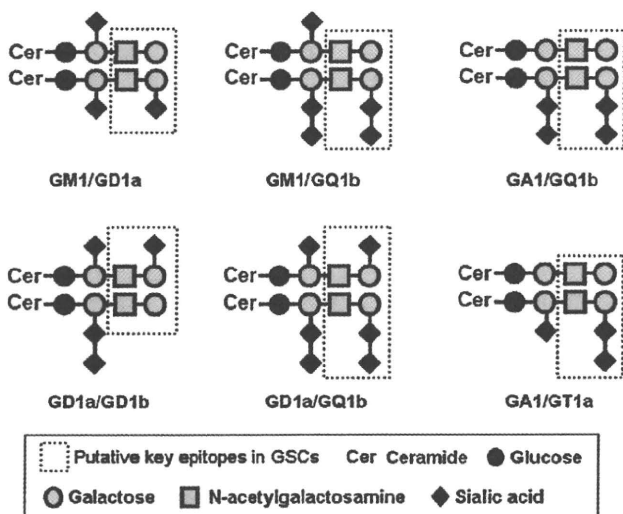 Cer Cer Cer
Cer Cer Cer
GM1/GD1a GM1/GQ1b GA1/GQ1b
Cer Cer Cer
Cer Cer Cer
GD1a/GD1b GD1a/GQ1b GA1/GT1a
Putative key epitopes in GSCs Cer Ceramide Glucose
Galactose N-acetylgalactosamine Sialic acid